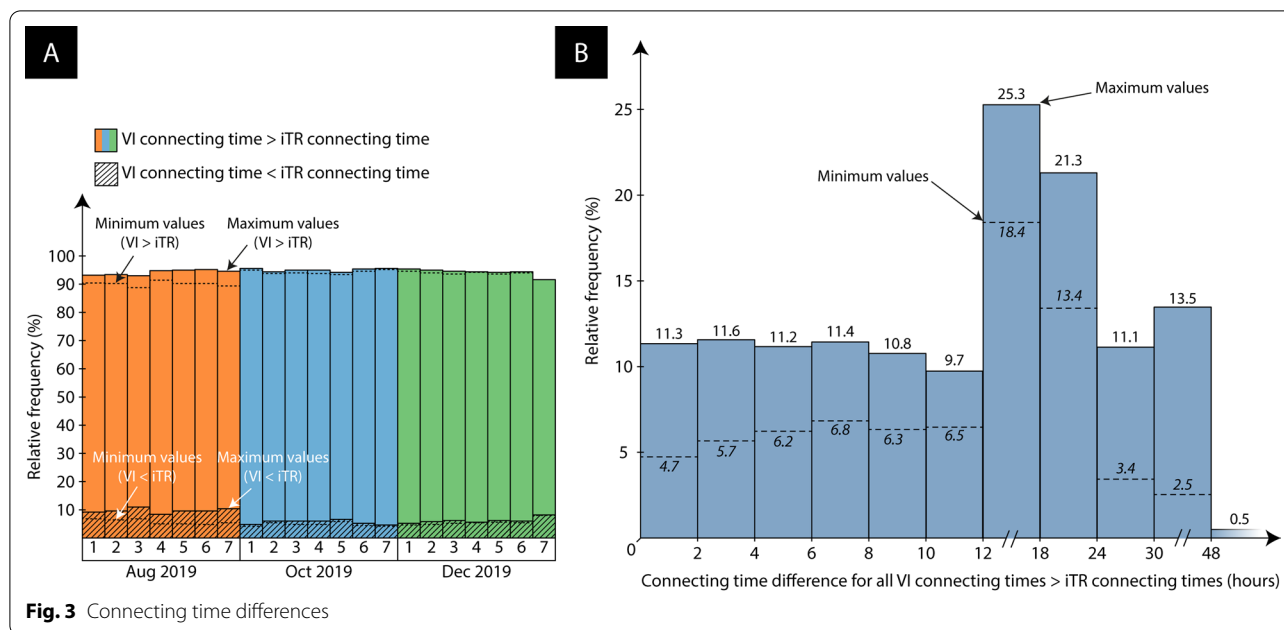 A
VI connecting time > iTR connecting time
VI connecting time < iTR connecting time
Relative frequency (%)
100
90
80
70
60
50
40
30
20
10
Minimum values
(VI > iTR)
Maximum values
(VI > iTR)
Minimum values
(VI < iTR)
Maximum values
(VI < iTR)
1 2 3 4 5 6 7 1 2 3 4 5 6 7 1 2 3 4 5 6 7
Aug 2019 Oct 2019 Dec 2019
B
Relative frequency (%)
25
20
15
10
5
Maximum values
Minimum values
11.3 11.6 11.2 11.4 10.8 9.7 25.3 21.3 11.1 13.5 0.5
4.7 5.7 6.2 6.8 6.3 6.5 18.4 13.4 3.4 2.5
0 2 4 6 8 10 12 // 18 24 30 // 48
Connecting time difference for all VI connecting times > iTR connecting times (hours)
Fig. 3 Connecting time differences